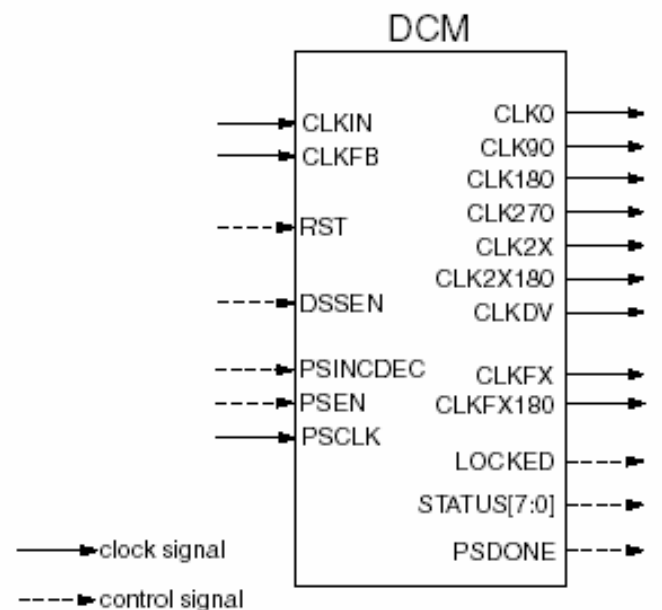 DCM
CLKIN
CLKFB
RST
DSSEN
PSINCDEC
PSEN
PSCLK
CLK0
CLK90
CLK180
CLK270
CLK2X
CLK2X180
CLKDV
CLKFX
CLKFX180
LOCKED
STATUS[7:0]
PSDONE
clock signal
control signal